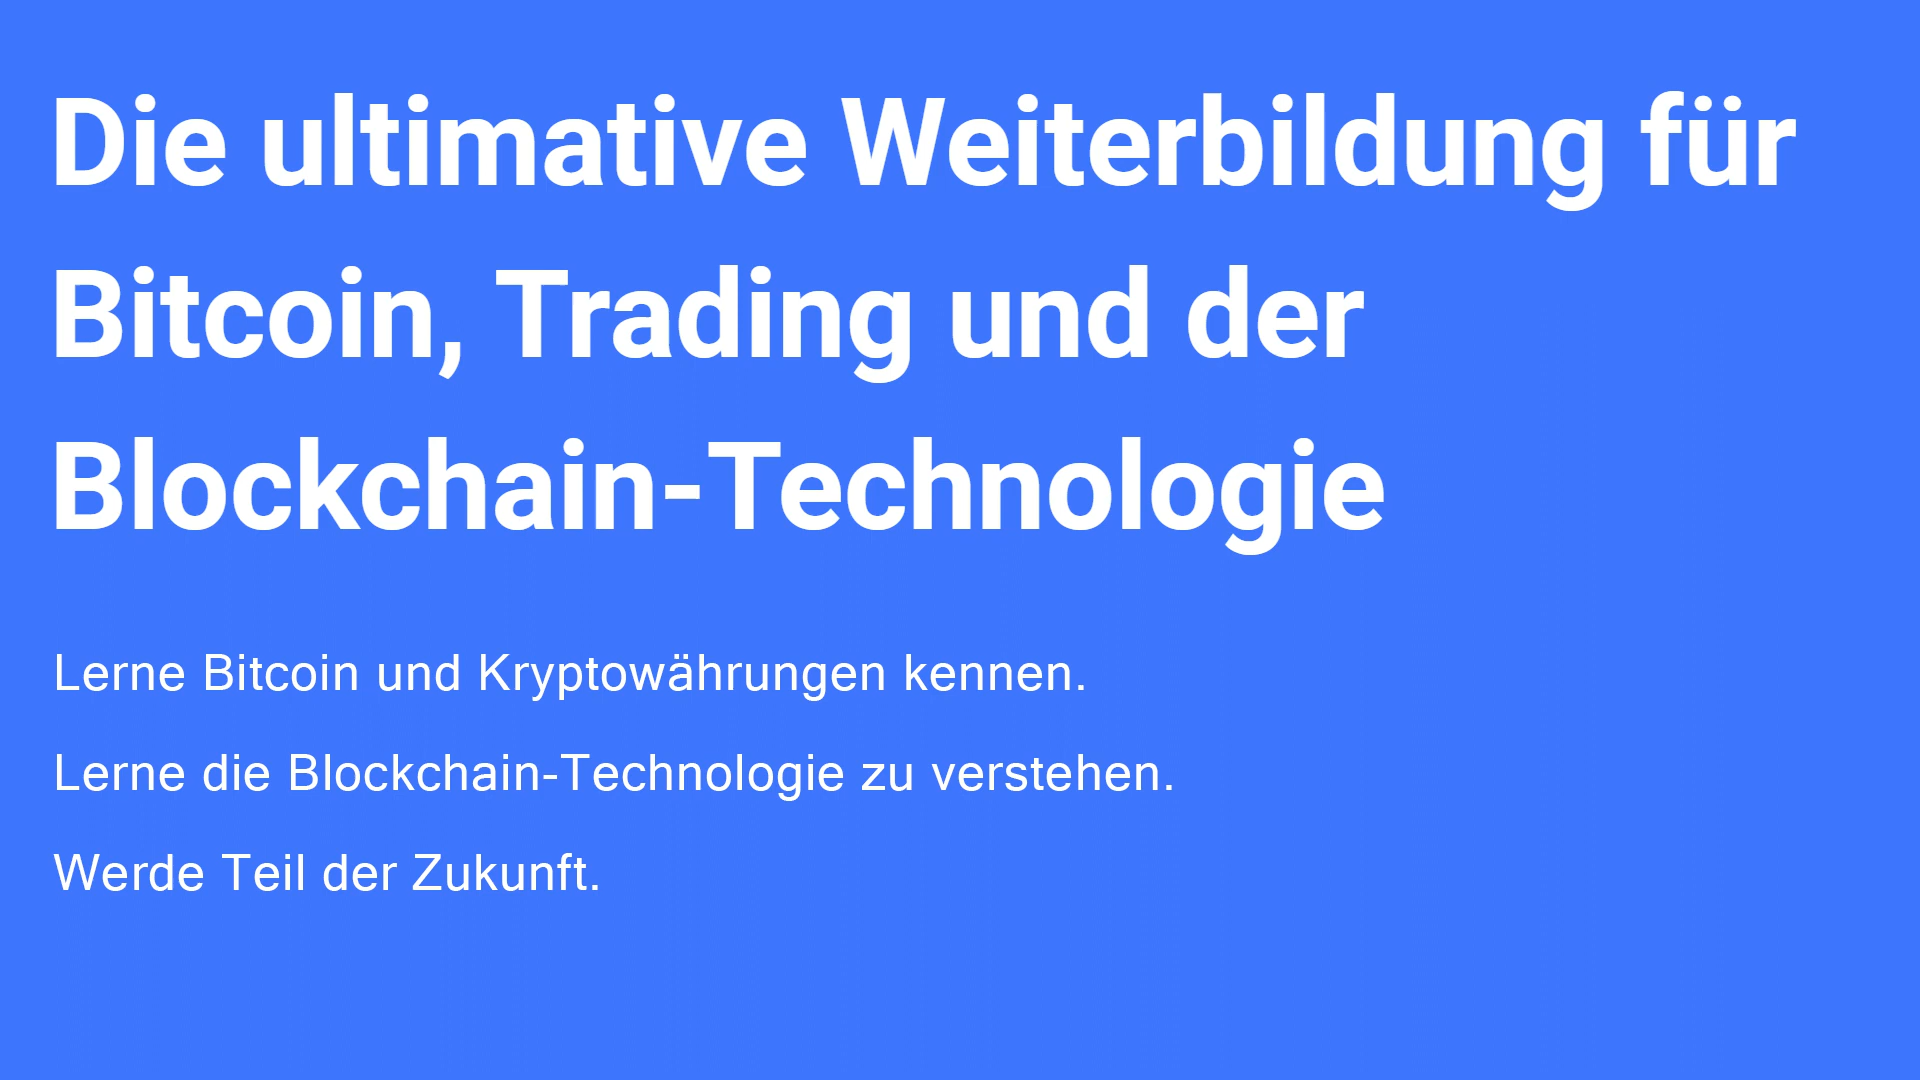 Die ultimative Weiterbildung für
Bitcoin, Trading und der
Blockchain-Technologie
Lerne Bitcoin und Kryptowährungen kennen.
Lerne die Blockchain-Technologie zu verstehen.
Werde Teil der Zukunft.